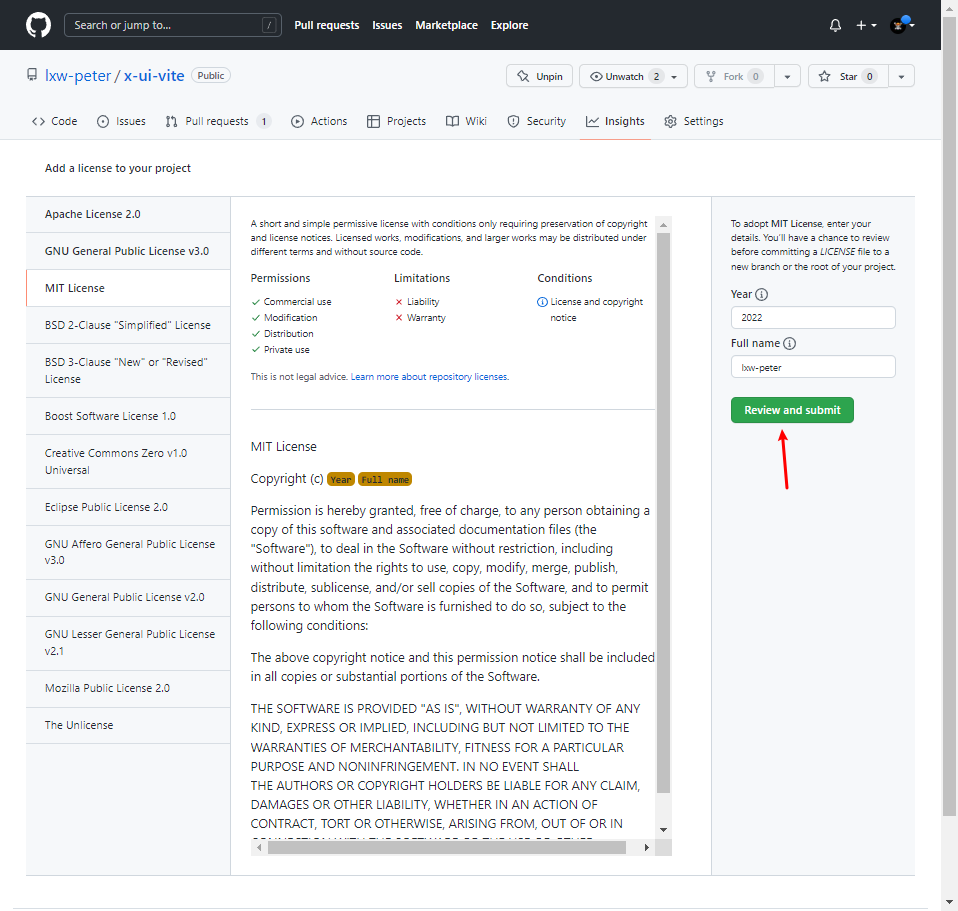 Search or jump to... /
Pull requests Issues Marketplace Explore
lxw-peter / x-ui-vite Public
Unpin
Unwatch 2
Fork 0
Star 0
Code
Issues
Pull requests 1
Actions
Projects
Wiki
Security
Insights
Settings
Add a license to your project
Apache License 2.0
GNU General Public License v3.0
MIT License
BSD 2-Clause "Simplified" License
BSD 3-Clause "New" or "Revised"
License
Boost Software License 1.0
Creative Commons Zero v1.0
Universal
Eclipse Public License 2.0
GNU Affero General Public License
v3.0
GNU General Public License v2.0
GNU Lesser General Public License
v2.1
Mozilla Public License 2.0
The Unlicense
A short and simple permissive license with conditions only requiring preservation of copyright
and license notices. Licensed works, modifications, and larger works may be distributed under
different terms and without source code.
Permissions
Commercial use
Modification
Distribution
Private use
Limitations
Liability
Warranty
Conditions
License and copyright
notice
This is not legal advice. Learn more about repository licenses.
MIT License
Copyright (c) Year Full name
Permission is hereby granted, free of charge, to any person obtaining a
copy of this software and associated documentation files (the
"Software"), to deal in the Software without restriction, including
without limitation the rights to use, copy, modify, merge, publish,
distribute, sublicense, and/or sell copies of the Software, and to permit
persons to whom the Software is furnished to do so, subject to the
following conditions:
The above copyright notice and this permission notice shall be included
in all copies or substantial portions of the Software.
THE SOFTWARE IS PROVIDED "AS IS", WITHOUT WARRANTY OF ANY
KIND, EXPRESS OR IMPLIED, INCLUDING BUT NOT LIMITED TO THE
WARRANTIES OF MERCHANTABILITY, FITNESS FOR A PARTICULAR
PURPOSE AND NONINFRINGEMENT. IN NO EVENT SHALL
THE AUTHORS OR COPYRIGHT HOLDERS BE LIABLE FOR ANY CLAIM,
DAMAGES OR OTHER LIABILITY, WHETHER IN AN ACTION OF
CONTRACT, TORT OR OTHERWISE, ARISING FROM, OUT OF OR IN
To adopt MIT License, enter your
details. You'll have a chance to review
before committing a LICENSE file to a
new branch or the root of your project.
Year
2022
Full name
lxw-peter
Review and submit